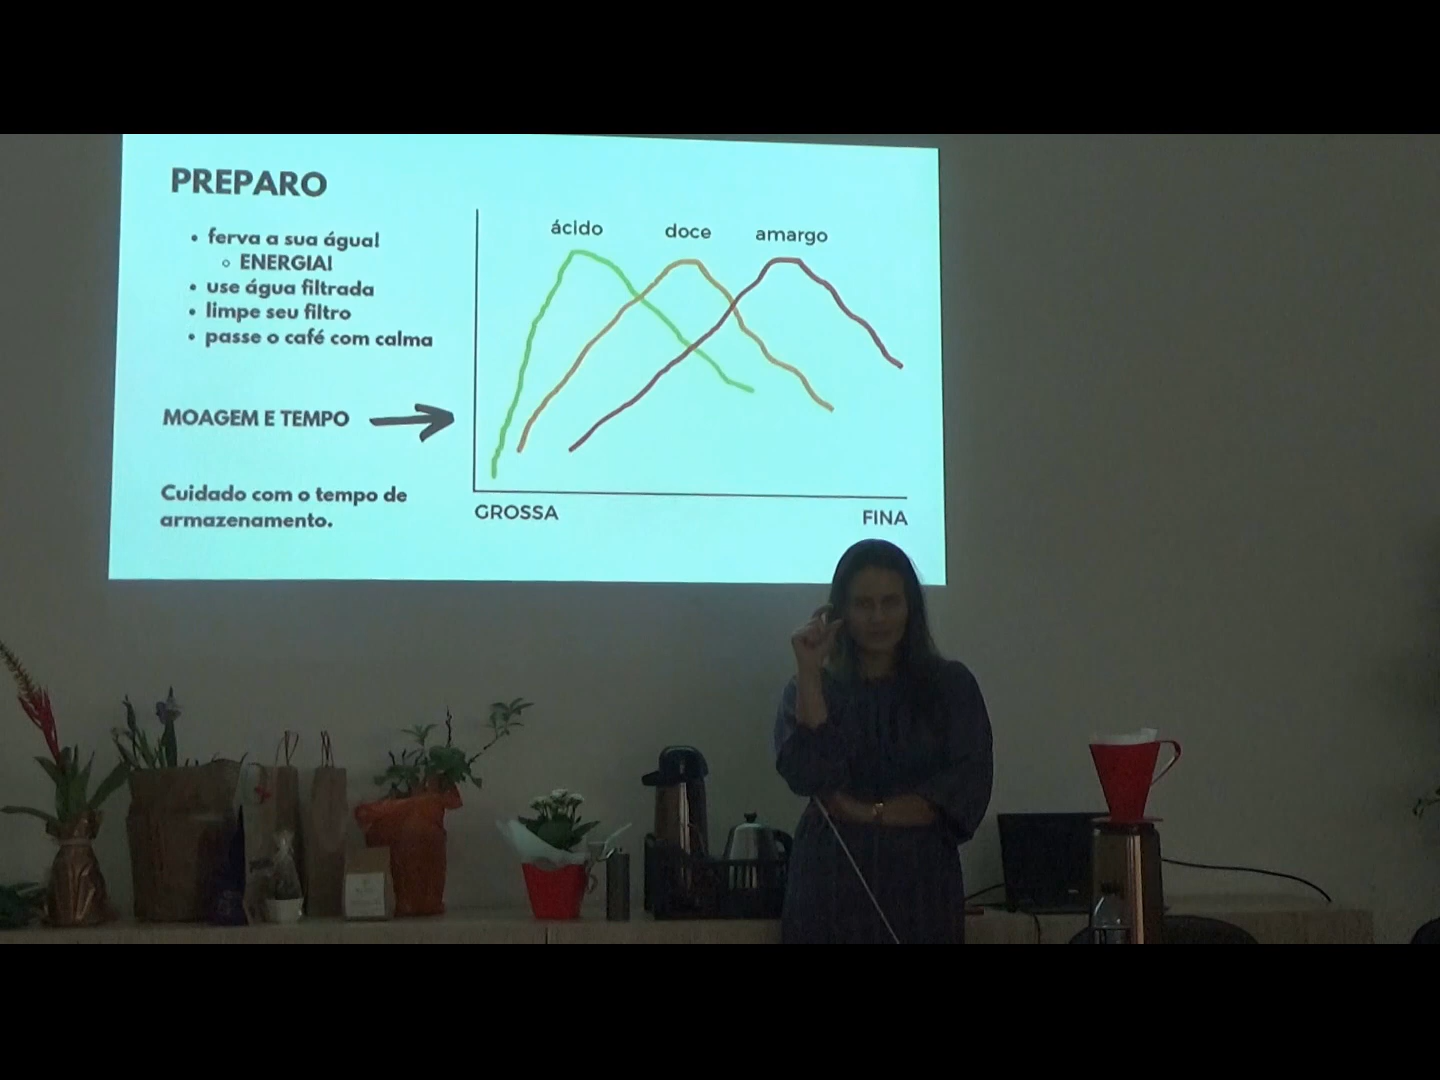 PREPARO
• ferva a sua água!
◦ ENERGIA!
• use água filtrada
• limpe seu filtro
• passe o café com calma
MOAGEM E TEMPO
Cuidado com o tempo de
armazenamento.
ácido doce amargo
GROSSA FINA